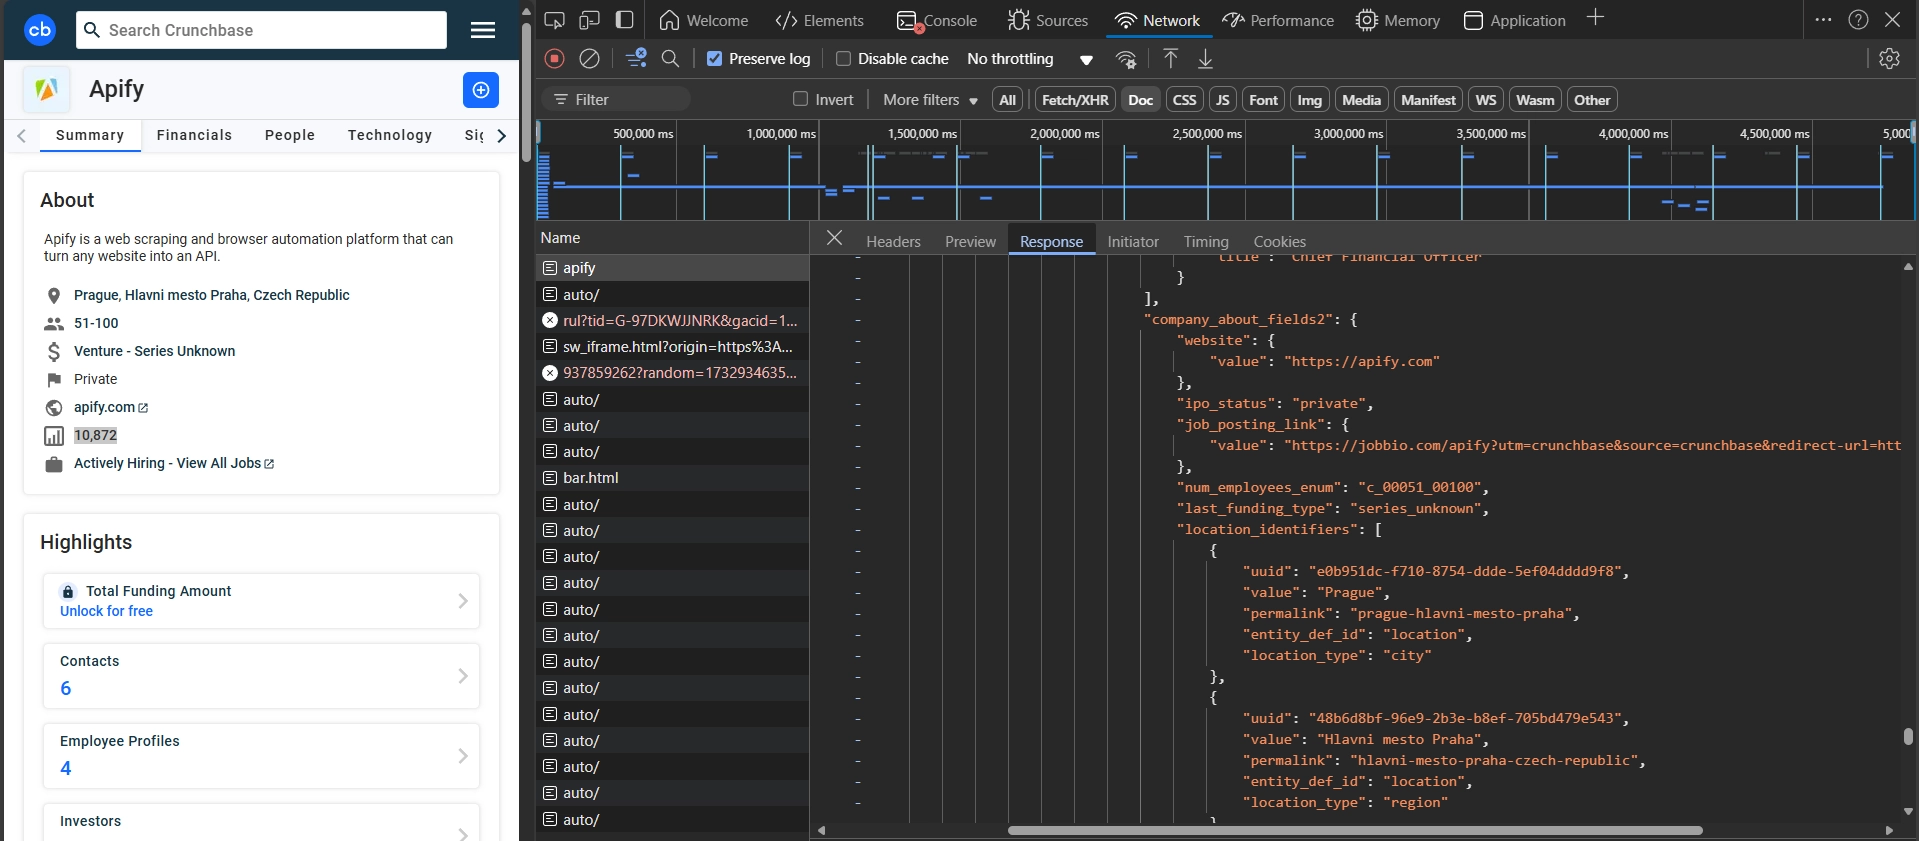 cb
Search Crunchbase
Apify
Summary
Financials
People
Technology
Sig
About
Apify is a web scraping and browser automation platform that can
turn any website into an API.
Prague, Hlavni mesto Praha, Czech Republic
51-100
Venture - Series Unknown
Private
apify.com
10,872
Actively Hiring - View All Jobs
Highlights
Total Funding Amount
Unlock for free
Contacts
6
Employee Profiles
4
Investors
Welcome
Elements
Console
Sources
Network
Performance
Memory
Application
Preserve log
Disable cache
No throttling
Filter
Invert
More filters
All
Fetch/XHR
Doc
CSS
JS
Font
Img
Media
Manifest
WS
Wasm
Other
500,000 ms
1,000,000 ms
1,500,000 ms
2,000,000 ms
2,500,000 ms
3,000,000 ms
3,500,000 ms
4,000,000 ms
4,500,000 ms
5,000
Name
apify
auto/
rul?tid=G-97DKWJJNRK&gacid=1...
sw_iframe.html?origin=https%3A...
937859262?random=1732934635...
auto/
auto/
auto/
bar.html
auto/
auto/
auto/
auto/
auto/
auto/
auto/
auto/
auto/
auto/
auto/
auto/
auto/
Headers
Preview
Response
Initiator
Timing
Cookies
"title": "Chief Financial Officer"
}
],
"company_about_fields2": {
"website": {
"value": "https://apify.com"
},
"ipo_status": "private",
"job_posting_link": {
"value": "https://jobbio.com/apify?utm=crunchbase&source=crunchbase&redirect-url=htt
},
"num_employees_enum": "c_00051_00100",
"last_funding_type": "series_unknown",
"location_identifiers": [
{
"uuid": "e0b951dc-f710-8754-ddde-5ef04dddd9f8",
"value": "Prague",
"permalink": "prague-hlavni-mesto-praha",
"entity_def_id": "location",
"location_type": "city"
},
{
"uuid": "48b6d8bf-96e9-2b3e-b8ef-705bd479e543",
"value": "Hlavni mesto Praha",
"permalink": "hlavni-mesto-praha-czech-republic",
"entity_def_id": "location",
"location_type": "region"
}